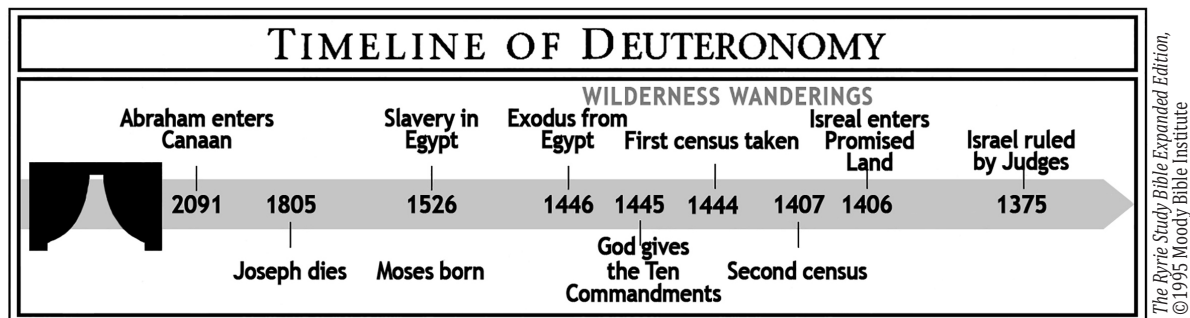 TIMELINE OF DEUTERONOMY
WILDERNESS WANDERINGS
Abraham enters
Canaan
Slavery in
Egypt
Exodus from
Egypt
First census taken
Isreal enters
Promised
Land
Israel ruled
by Judges
2091 1805 1526 1446 1445 1444 1407 1406 1375
Joseph dies
Moses born
God gives
the Ten
Commandments
Second census
The Ryrie Study Bible Expanded Edition,
©1995 Moody Bible Institute